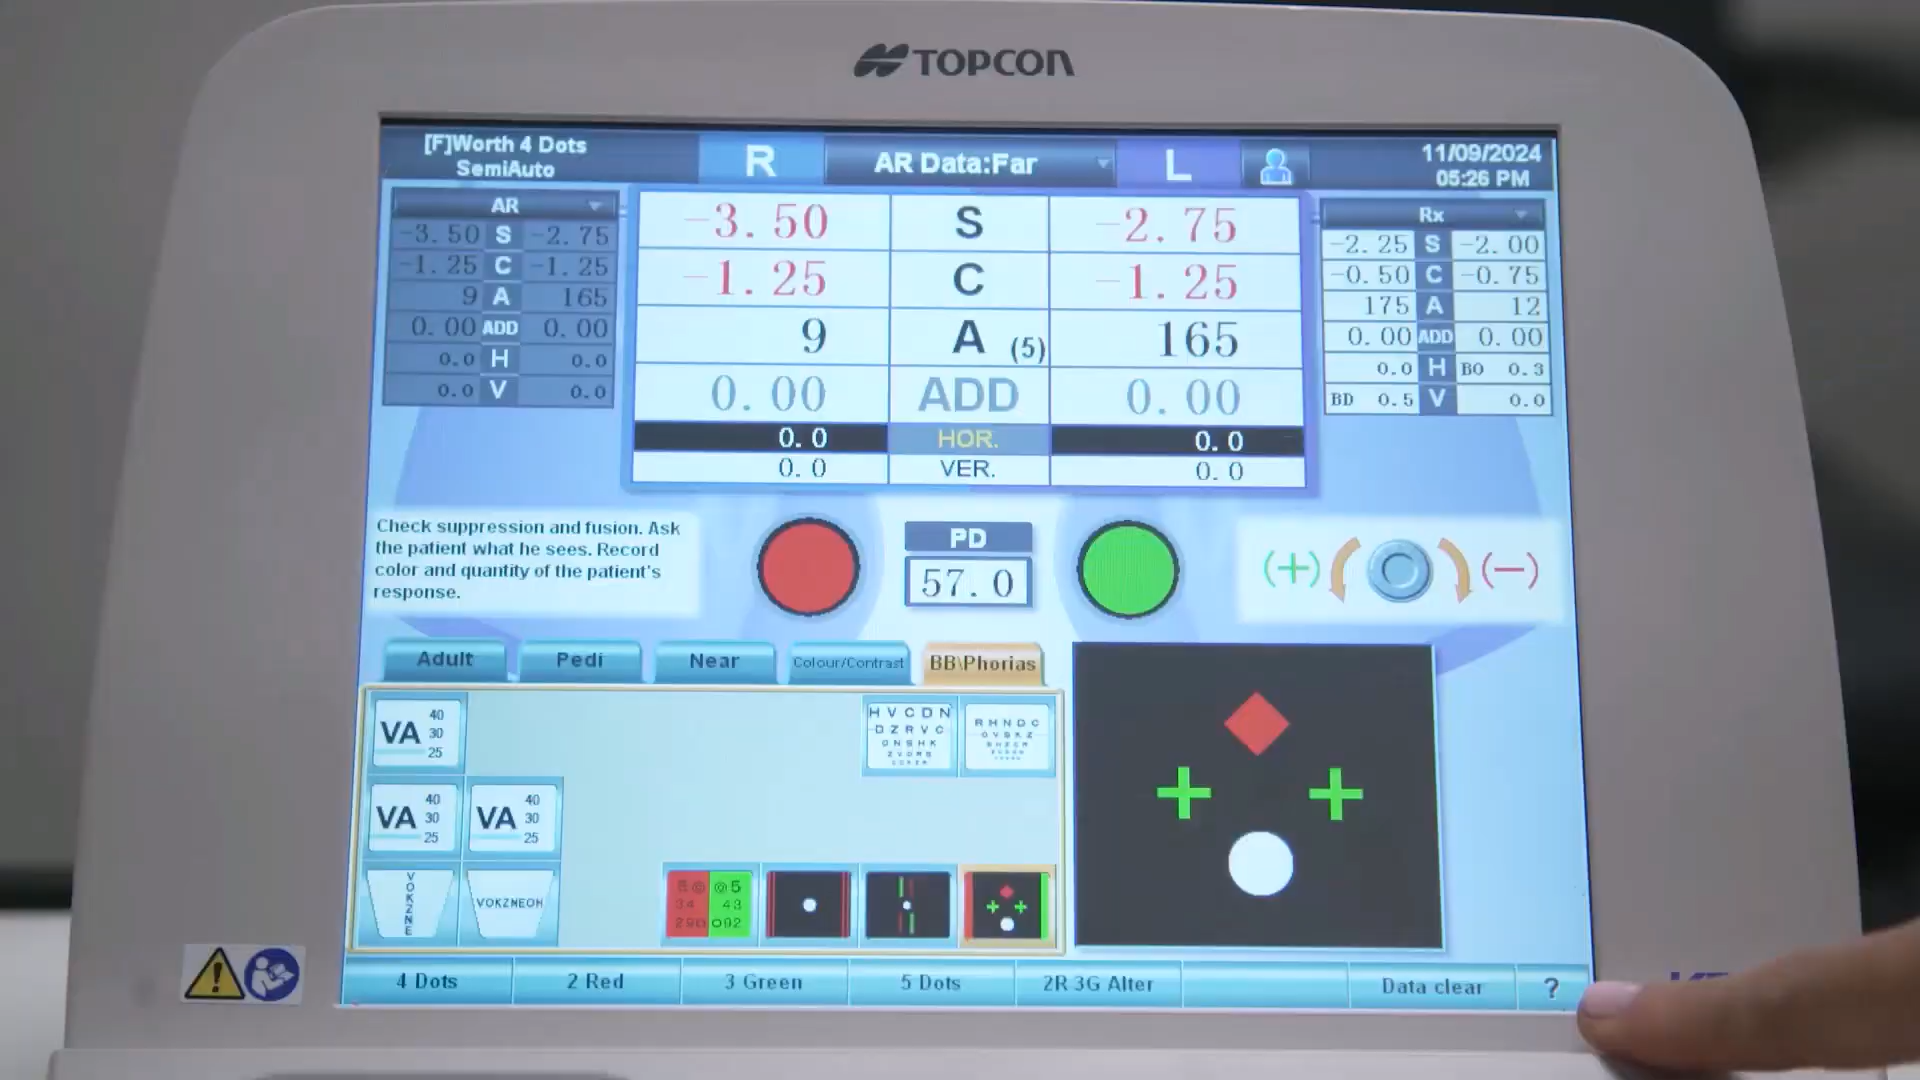 TOPCON
[F]Worth 4 Dots
SemiAuto
R
AR Data:Far
L
11/09/2024
05:26 PM
AR
-3.50 S -2.75
-1.25 C -1.25
9 A 165
0.00 ADD 0.00
0.0 H 0.0
0.0 V 0.0
-3.50 S -2.75
-1.25 C -1.25
9 A (5) 165
0.00 ADD 0.00
0.0 HOR. 0.0
0.0 VER. 0.0
Rx
-2.25 S -2.00
-0.50 C -0.75
175 A 12
0.00 ADD 0.00
0.0 H BO 0.3
BD 0.5 V 0.0
Check suppression and fusion. Ask
the patient what he sees. Record
color and quantity of the patient's
response.
PD
57.0
(+) (-)
Adult
Pedi
Near
Colour/Contrast
BB\Phorias
VA 40 30 25
HVCDN
DZRVC
ONSHK
RHNDC
OVSKZ
VA 40 30 25
VA 40 30 25
VOKZNE
VOKZNEOH
4 Dots
2 Red
3 Green
5 Dots
2R 3G Alter
Data clear
?